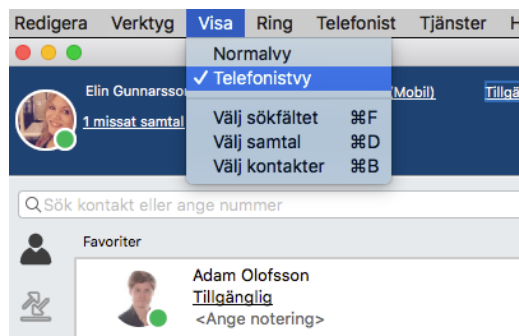 Redigera Verktyg Visa Ring Telefonist Tjänster
Normalvy
✓ Telefonistvy
Välj sökfältet ⌘F
Välj samtal ⌘D
Välj kontakter ⌘B
Elin Gunnarsso (Mobil) Tillgä
1 missat samtal
Sök kontakt eller ange nummer
Favoriter
Adam Olofsson
Tillgänglig
<Ange notering>